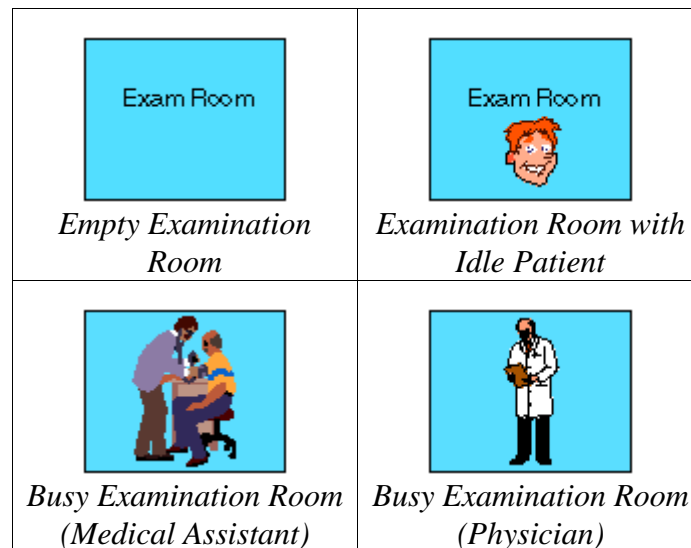 Exam Room
Exam Room
Empty Examination
Room
Examination Room with
Idle Patient
Busy Examination Room
(Medical Assistant)
Busy Examination Room
(Physician)